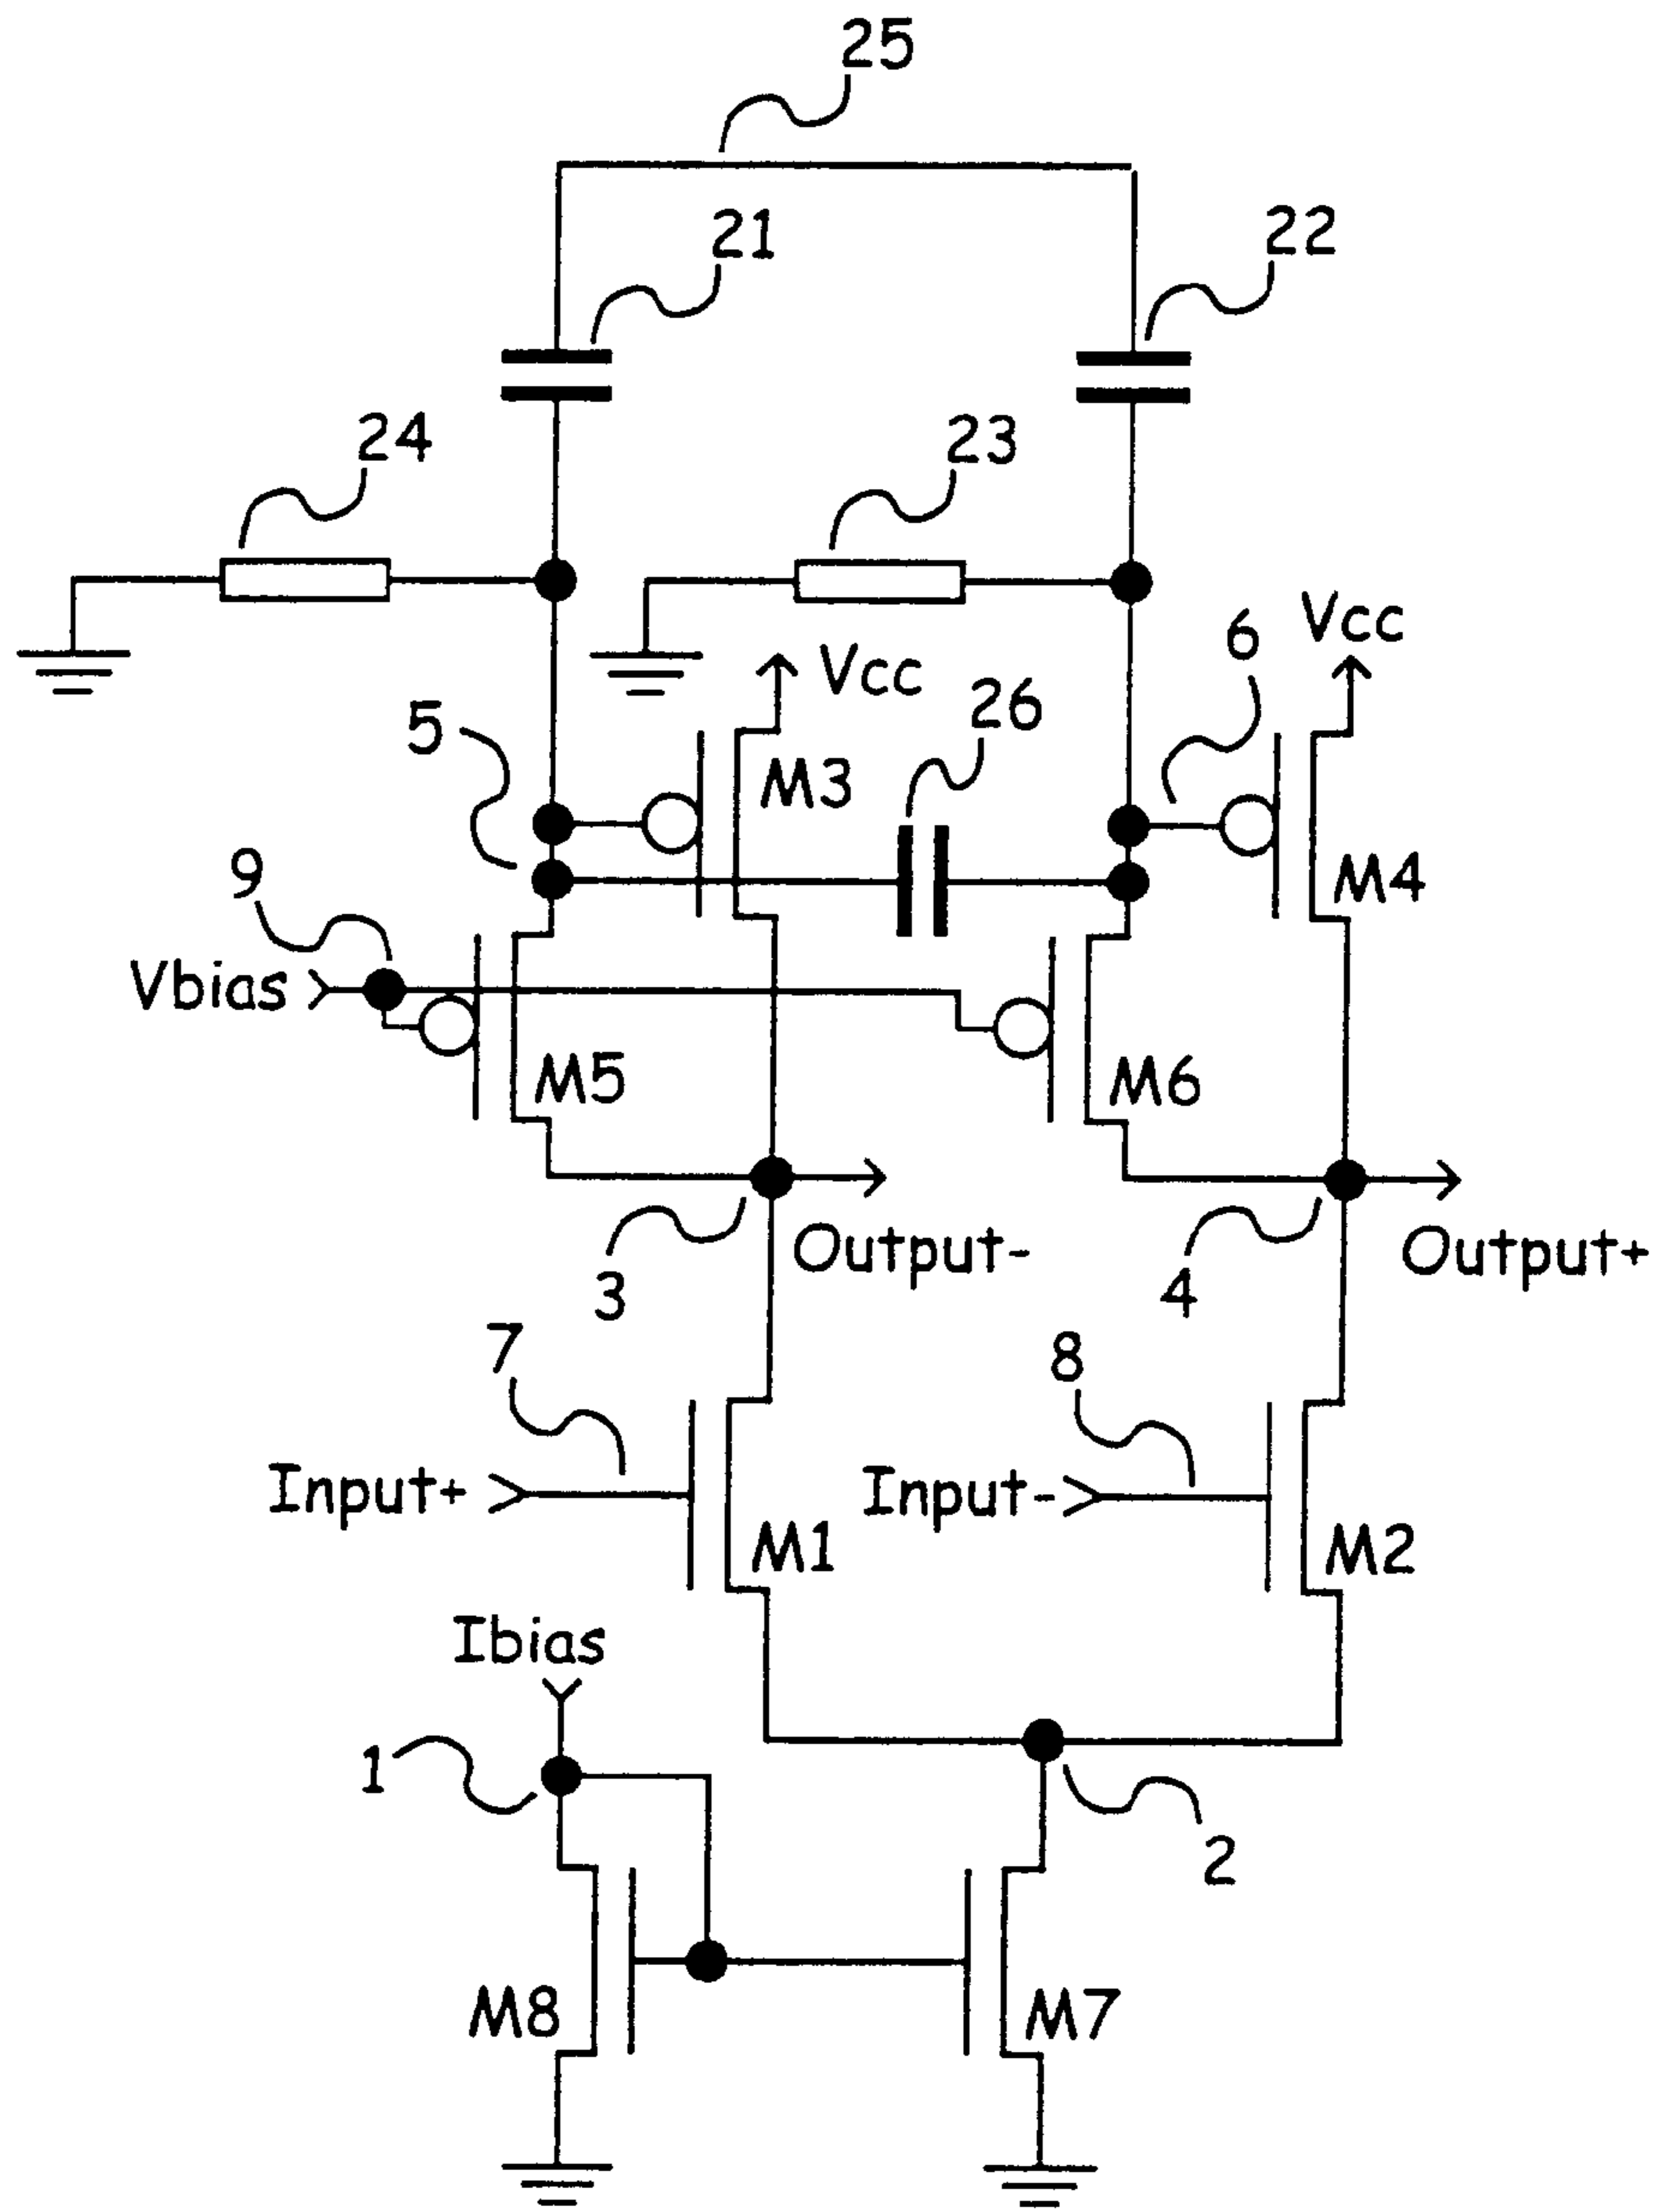 25
21
22
24
23
Vcc
6
Vcc
26
5
M3
M4
9
Vbias
M5
M6
Output-
Output+
3
4
7
8
Input+
Input-
M1
M2
Ibias
1
2
M8
M7